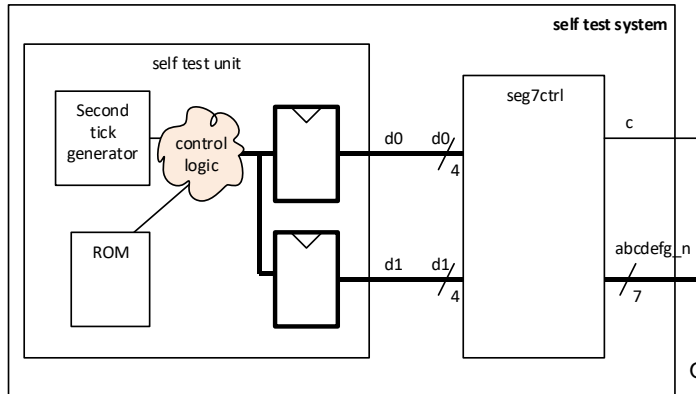 self test system
self test unit
Second
tick
generator
control
logic
ROM
d0
d0
4
d1
d1
4
seg7ctrl
c
abcdefg_n
7